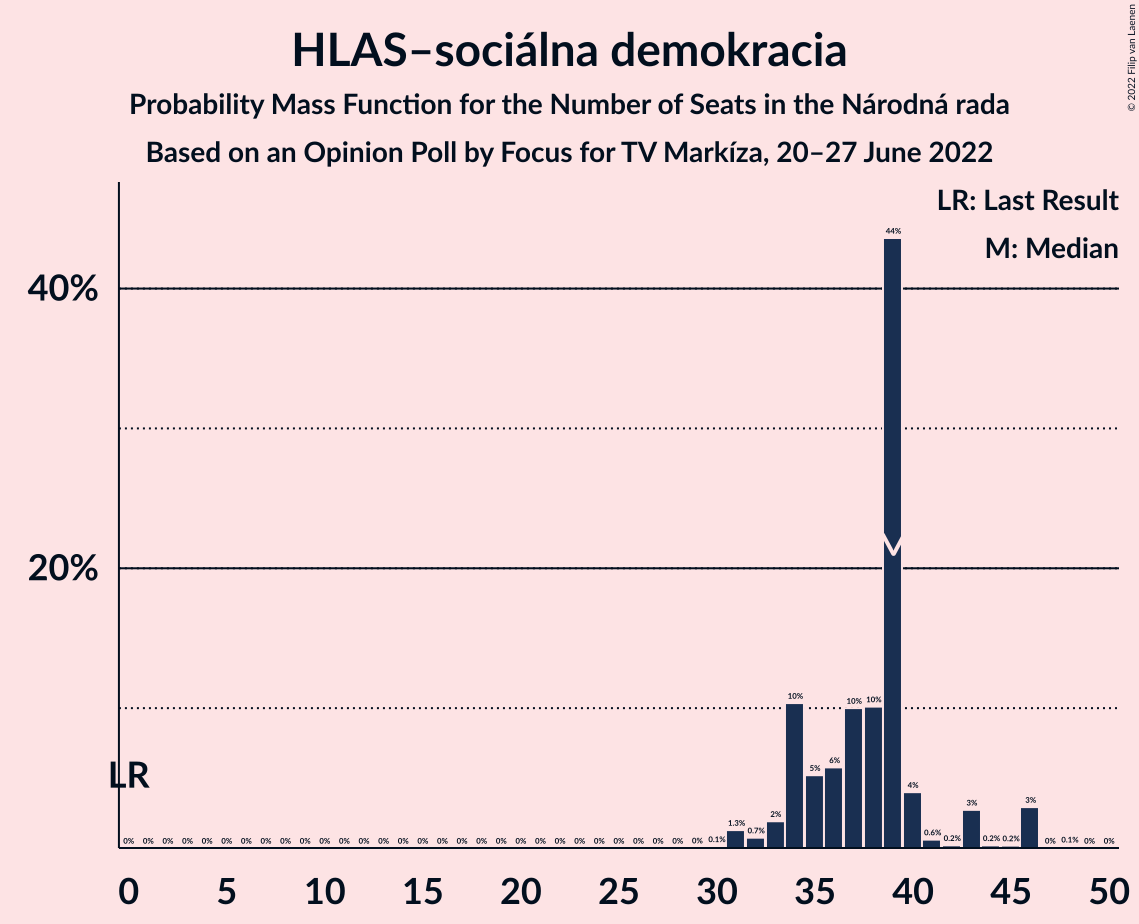 © 2022 Filip van Laenen
HLAS–sociálna demokracia
Probability Mass Function for the Number of Seats in the Národná rada
Based on an Opinion Poll by Focus for TV Markíza, 20–27 June 2022
LR: Last Result
M: Median
44%
40%
20%
10% 10% 10%
5% 6%
LR
4%
3% 3%
1.3% 0.7% 2% 0.6%
0% 0% 0% 0% 0% 0% 0% 0% 0% 0% 0% 0% 0% 0% 0% 0% 0% 0% 0% 0% 0% 0% 0% 0% 0% 0% 0% 0% 0% 0% 0.1% 0.2% 0.2% 0.2% 0% 0.1% 0% 0%
0 5 10 15 20 25 30 35 40 45 50